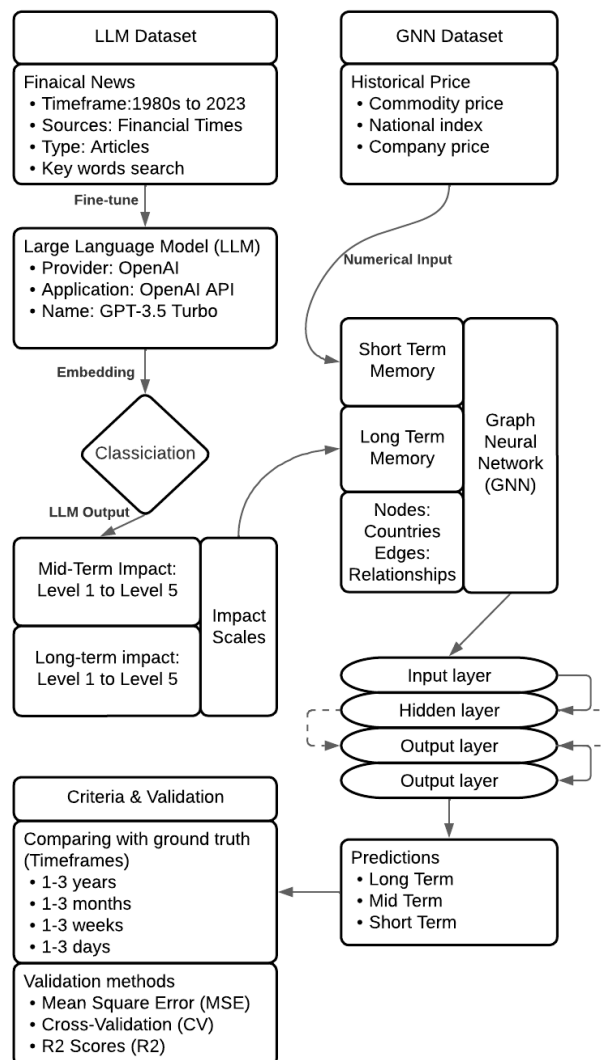 LLM Dataset
Finaical News
• Timeframe:1980s to 2023
• Sources: Financial Times
• Type: Articles
• Key words search
Fine-tune
Large Language Model (LLM)
• Provider: OpenAI
• Application: OpenAI API
• Name: GPT-3.5 Turbo
Embedding
Classiciation
LLM Output
Mid-Term Impact:
Level 1 to Level 5
Long-term impact:
Level 1 to Level 5
Impact
Scales
GNN Dataset
Historical Price
• Commodity price
• National index
• Company price
Numerical Input
Short Term
Memory
Long Term
Memory
Nodes:
Countries
Edges:
Relationships
Graph
Neural
Network
(GNN)
Input layer
Hidden layer
Output layer
Output layer
Predictions
• Long Term
• Mid Term
• Short Term
Criteria & Validation
Comparing with ground truth
(Timeframes)
• 1-3 years
• 1-3 months
• 1-3 weeks
• 1-3 days
Validation methods
• Mean Square Error (MSE)
• Cross-Validation (CV)
• R2 Scores (R2)